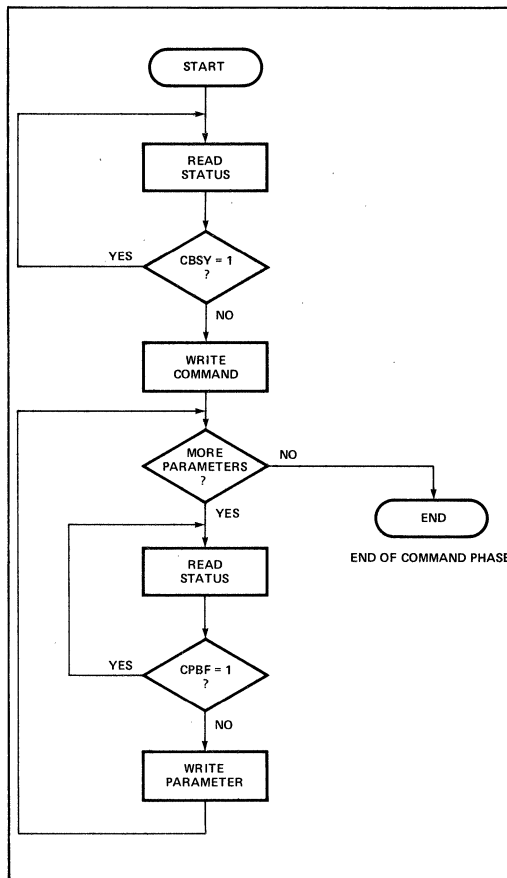 START
READ
STATUS
YES
CBSY = 1
?
NO
WRITE
COMMAND
MORE
PARAMETERS
?
NO
YES
END
END OF COMMAND PHASE
READ
STATUS
YES
CPBF = 1
?
NO
WRITE
PARAMETER